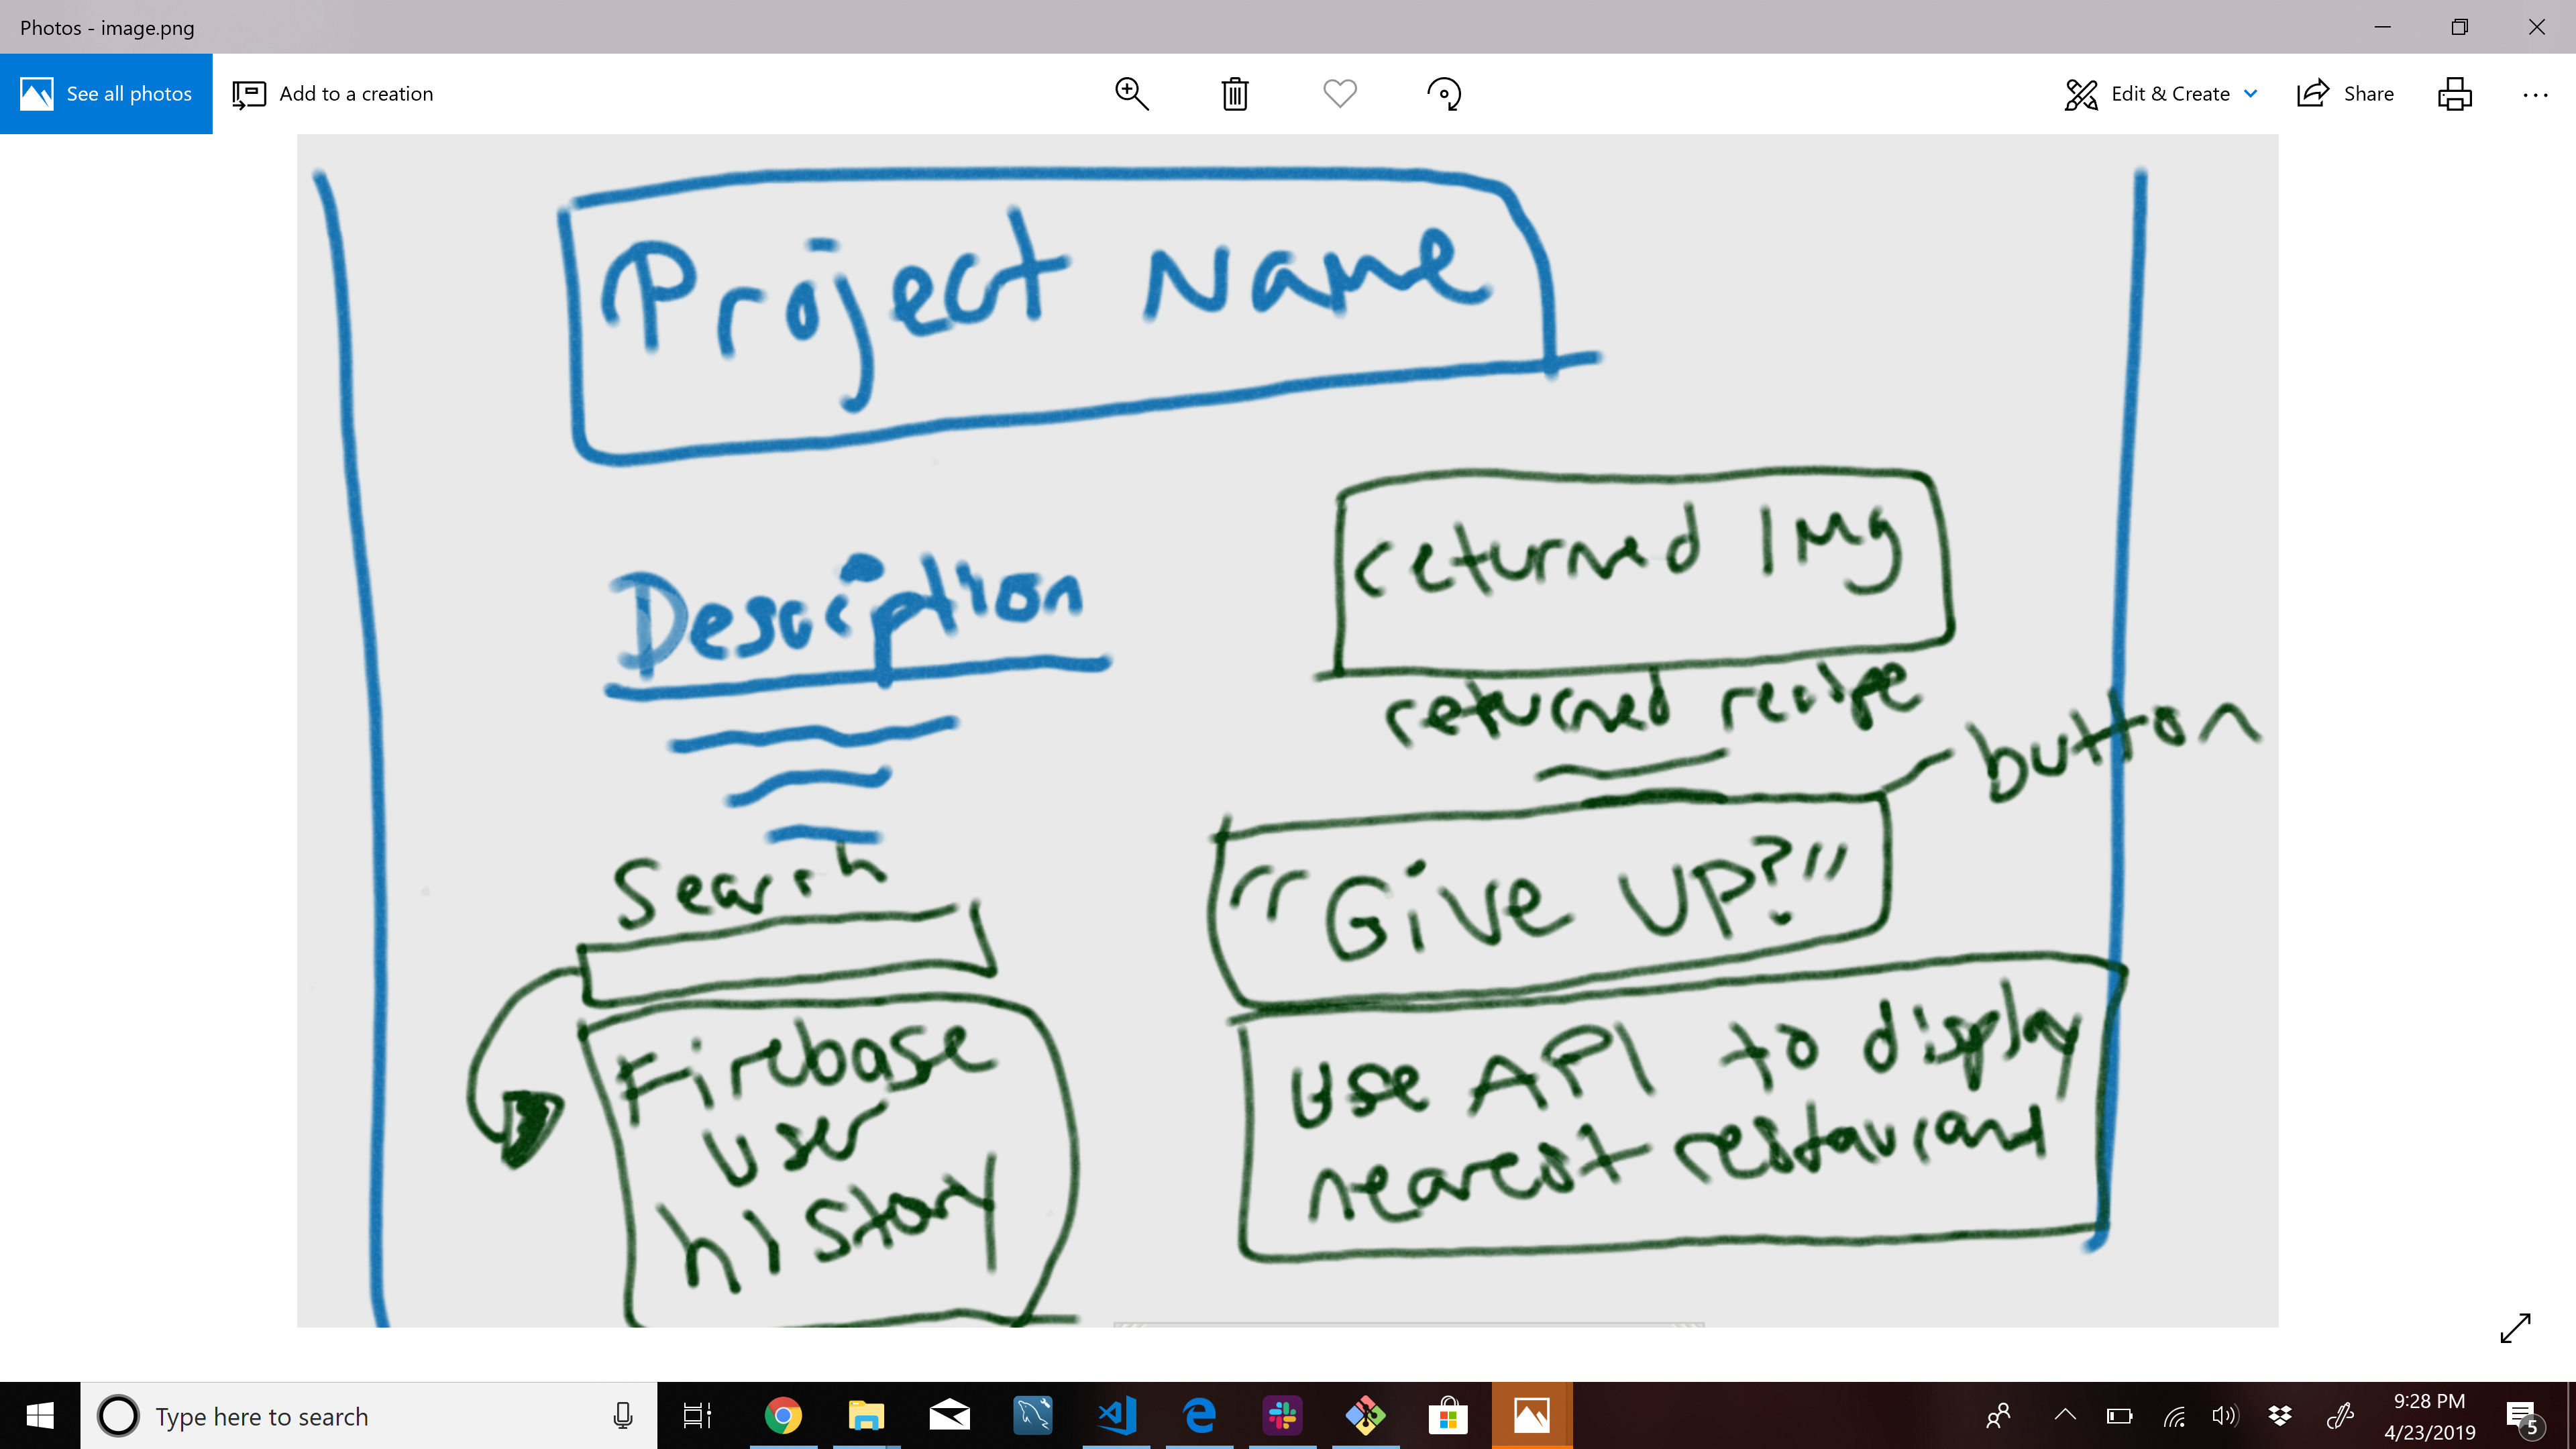 Photos - image.png
See all photos
Add to a creation
Edit & Create
Share
Project Name
Desciption
Search
Firebase
user
history
returned Img
returned recipe
button
"Give UP?"
use API to display
nearest restaurant
Type here to search
9:28 PM
4/23/2019
5